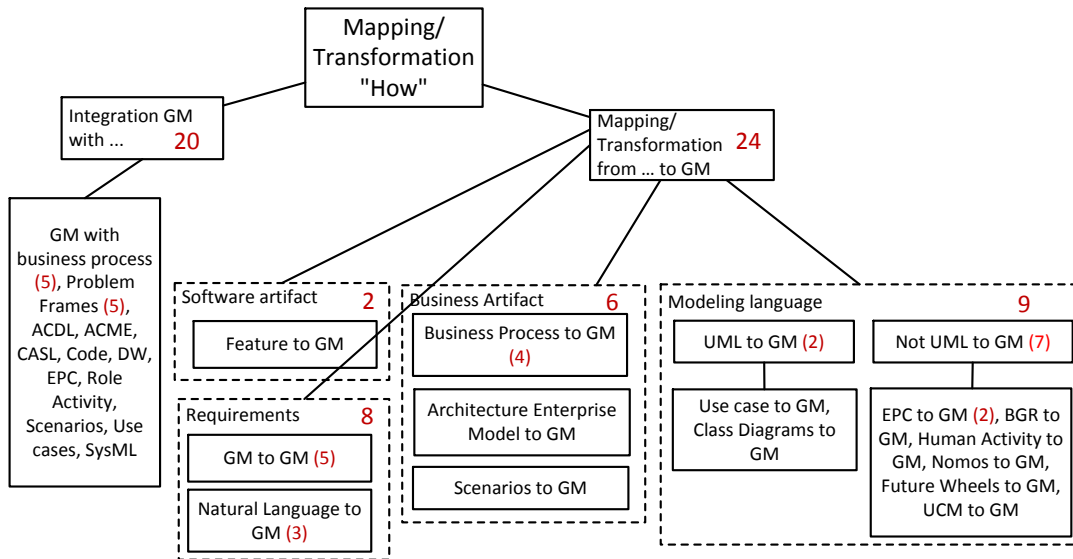 Mapping/
Transformation
"How"
Integration GM
with ... 20
Mapping/
Transformation 24
from ... to GM
GM with
business process
(5), Problem
Frames (5),
ACDL, ACME,
CASL, Code, DW,
EPC, Role
Activity,
Scenarios, Use
cases, SysML
Software artifact 2
Feature to GM
Requirements 8
GM to GM (5)
Natural Language to
GM (3)
Business Artifact 6
Business Process to GM
(4)
Architecture Enterprise
Model to GM
Scenarios to GM
Modeling language 9
UML to GM (2)
Use case to GM,
Class Diagrams to
GM
Not UML to GM (7)
EPC to GM (2), BGR to
GM, Human Activity to
GM, Nomos to GM,
Future Wheels to GM,
UCM to GM